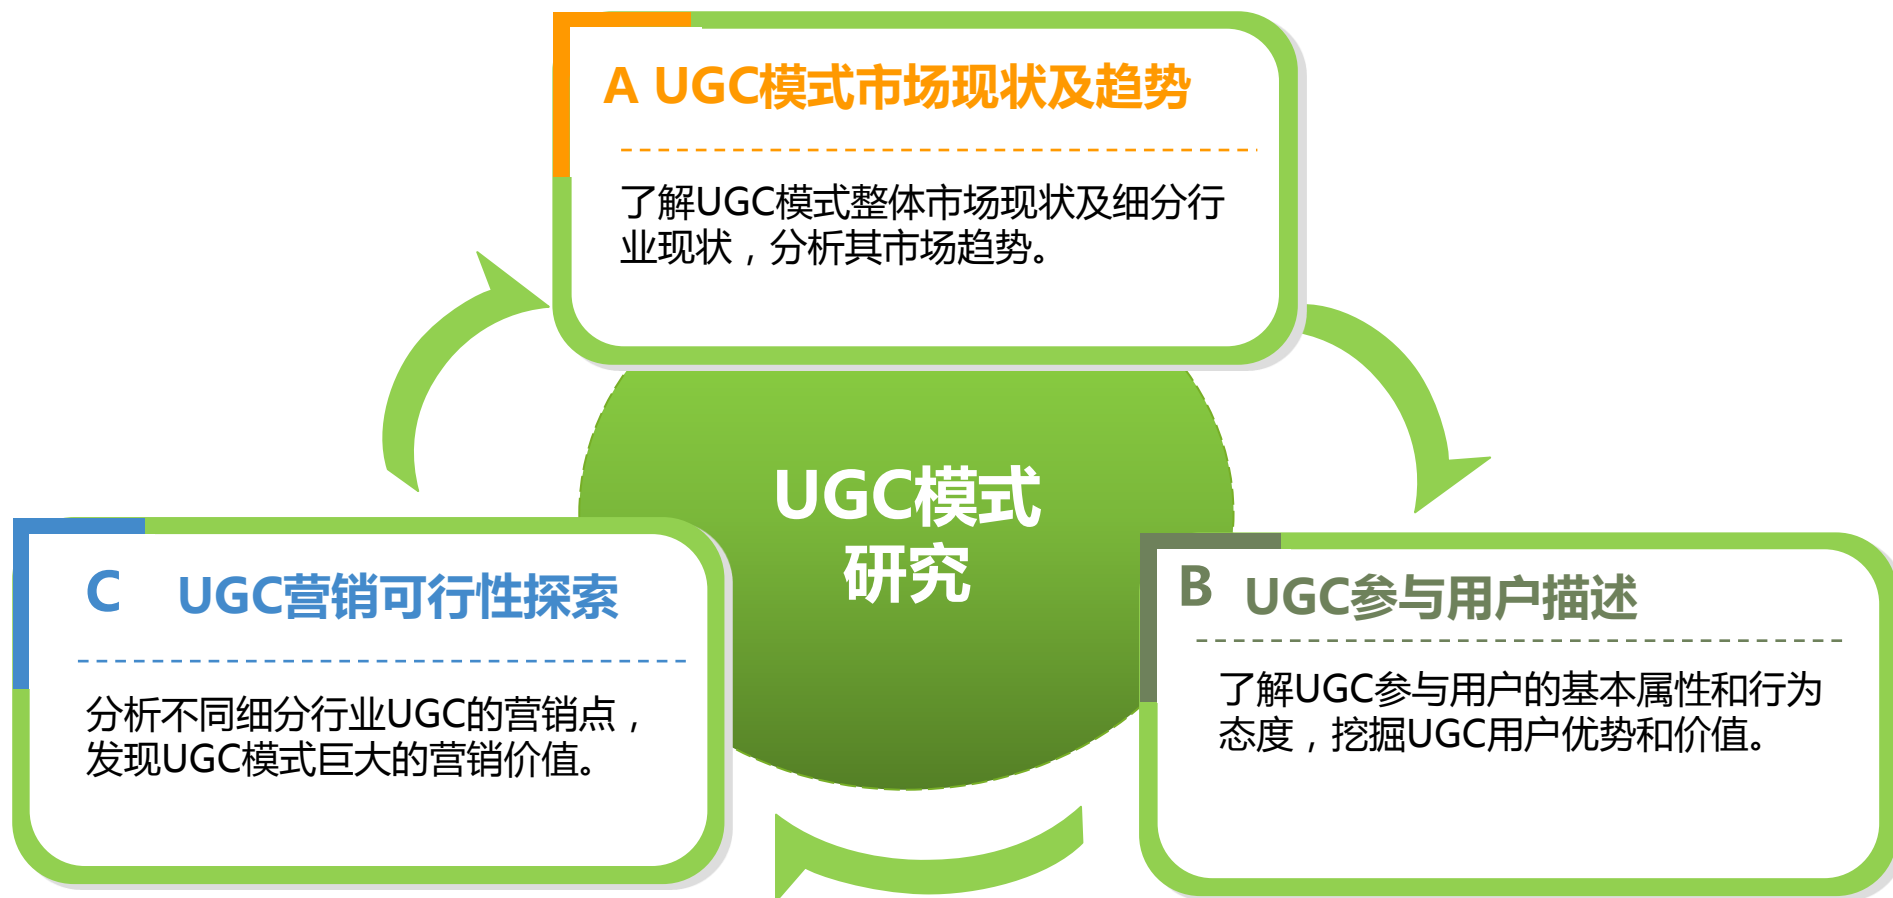 A UGC模式市场现状及趋势
了解UGC模式整体市场现状及细分行
业现状，分析其市场趋势。
UGC模式
研究
C UGC营销可行性探索
分析不同细分行业UGC的营销点，
发现UGC模式巨大的营销价值。
B UGC参与用户描述
了解UGC参与用户的基本属性和行为
态度，挖掘UGC用户优势和价值。